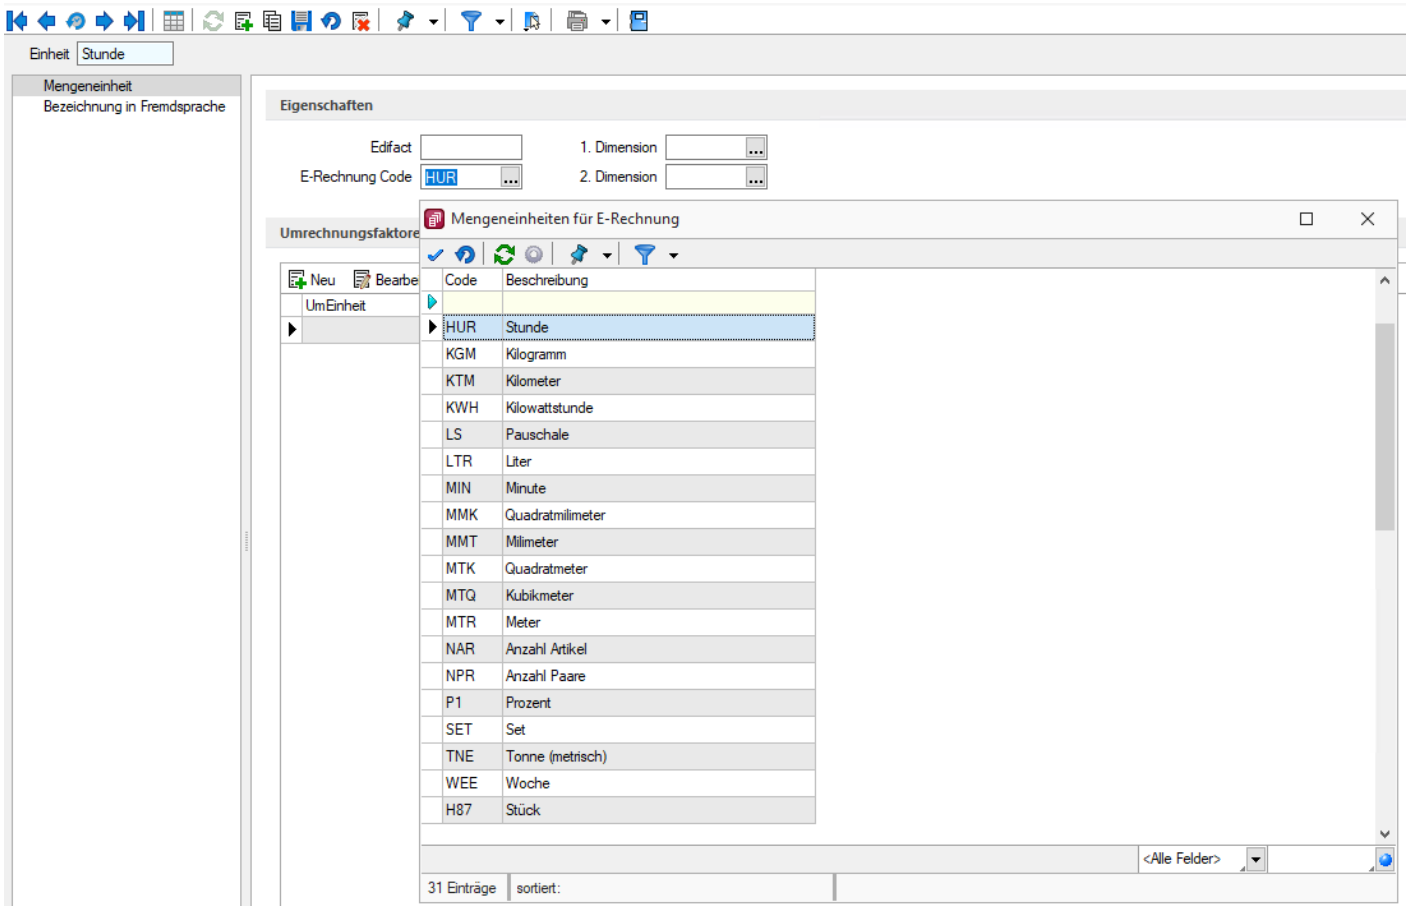 Einheit Stunde
Mengeneinheit
Bezeichnung in Fremdsprache
Eigenschaften
Edifact 1. Dimension ...
E-Rechnung Code HUR ... 2. Dimension ...
Umrechnungsfaktore
Neu Bearbei
UmEinheit
Mengeneinheiten für E-Rechnung
Code Beschreibung
HUR Stunde
KGM Kilogramm
KTM Kilometer
KWH Kilowattstunde
LS Pauschale
LTR Liter
MIN Minute
MMK Quadratmilimeter
MMT Milimeter
MTK Quadratmeter
MTQ Kubikmeter
MTR Meter
NAR Anzahl Artikel
NPR Anzahl Paare
P1 Prozent
SET Set
TNE Tonne (metrisch)
WEE Woche
H87 Stück
<Alle Felder>
31 Einträge sortiert: